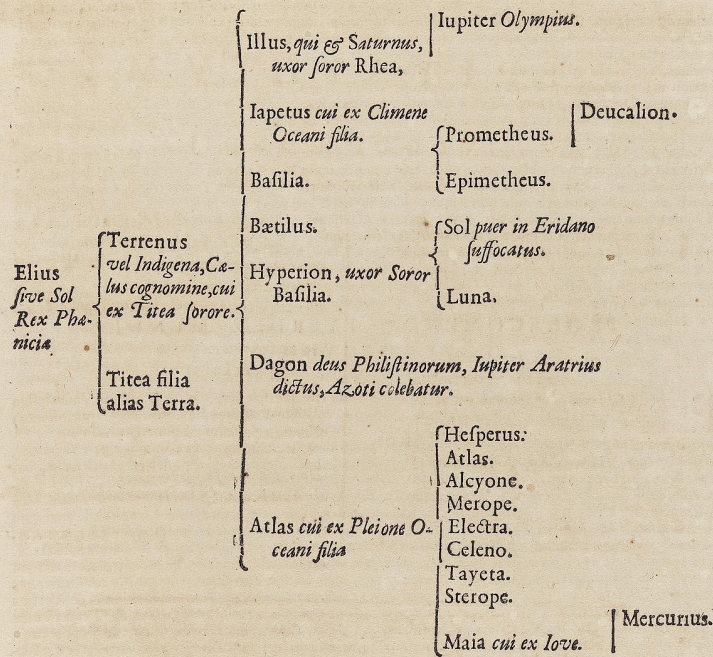 Elius
ſive Sol
Rex Phæ-
niciæ
Terrenus
vel Indigena, Cæ-
lus cognomine, cui
ex Titea ſorore.
Titea filia
alias Terra.
Illus, qui & Saturnus,
uxor ſoror Rhea,
Iupiter Olympius.
Iapetus cui ex Climene
Oceani filia.
Prometheus.
Deucalion.
Epimetheus.
Baſilia.
Bætilus.
Hyperion, uxor Soror
Baſilia.
Sol puer in Eridano
ſuffocatus.
Luna.
Dagon deus Philiſtinorum, Iupiter Aratrius
dictus, Azoti colebatur.
Atlas cui ex Pleione O-
ceani filia
Heſperus.
Atlas.
Alcyone.
Merope.
Electra.
Celeno.
Tayeta.
Sterope.
Maia cui ex Iove.
Mercurius.